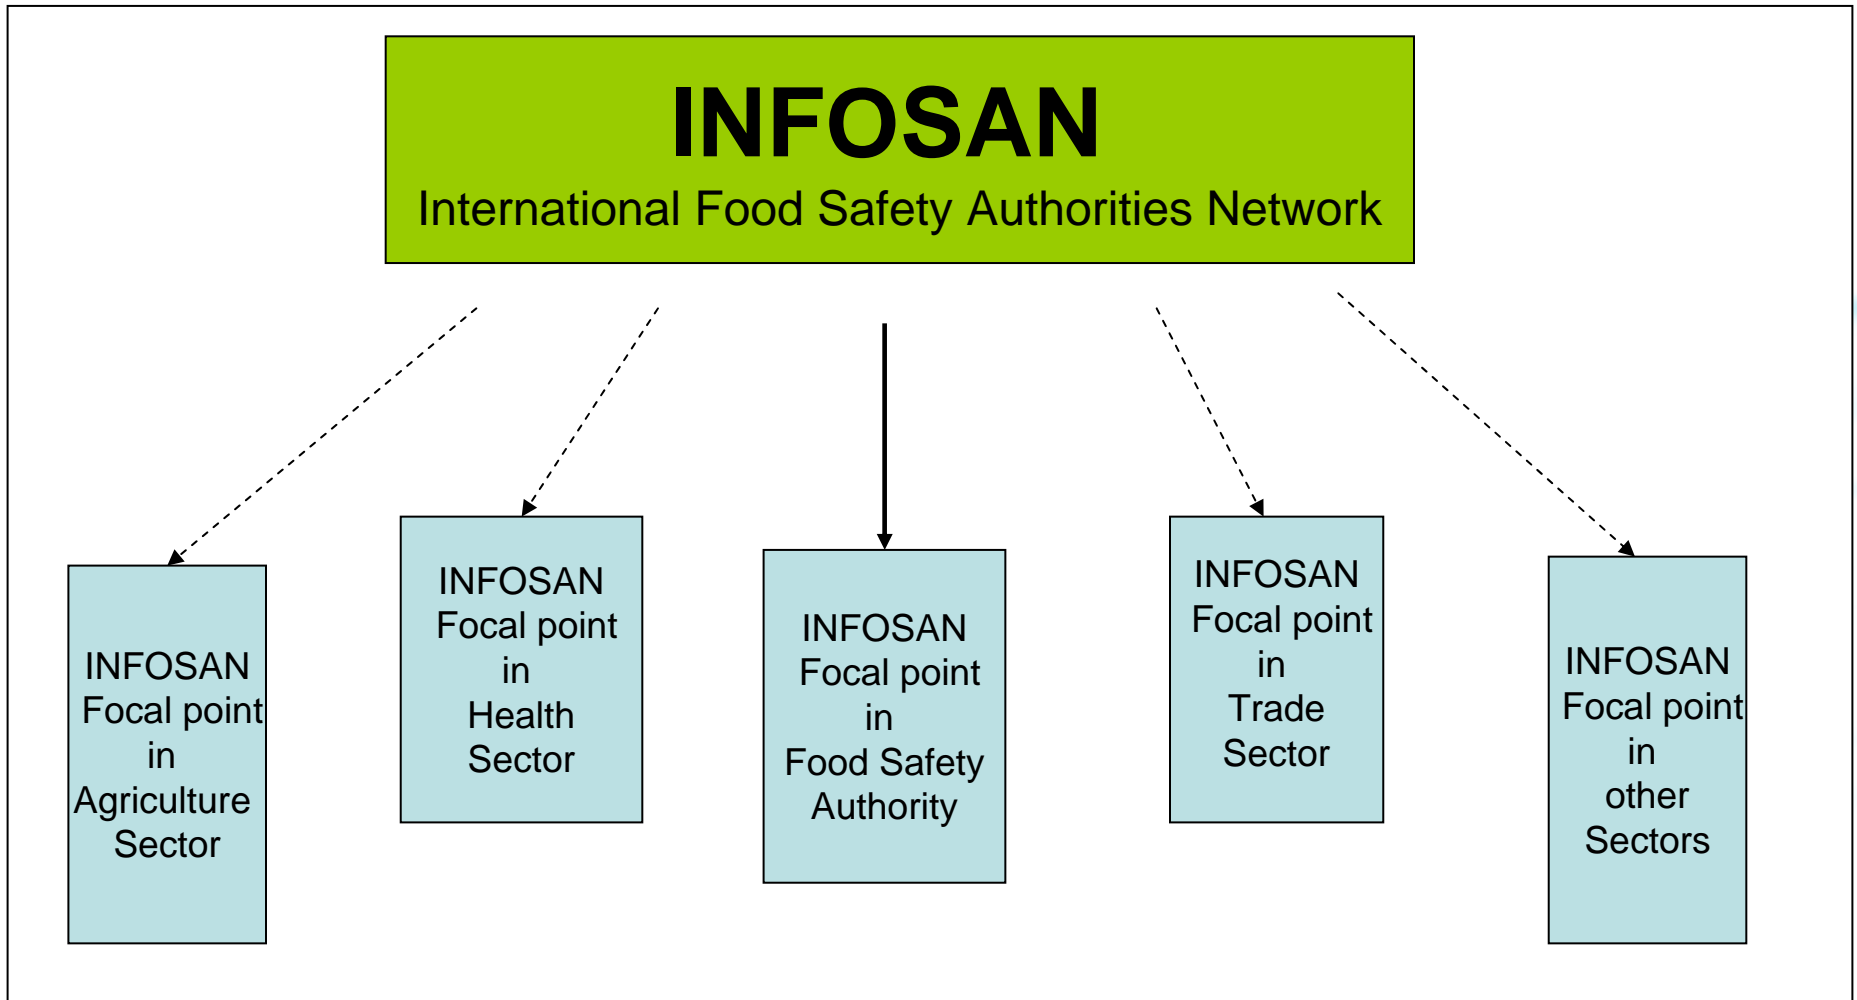 INFOSAN
International Food Safety Authorities Network
INFOSAN
Focal point
in
Agriculture
Sector
INFOSAN
Focal point
in
Health
Sector
INFOSAN
Focal point
in
Food Safety
Authority
INFOSAN
Focal point
in
Trade
Sector
INFOSAN
Focal point
in
other
Sectors